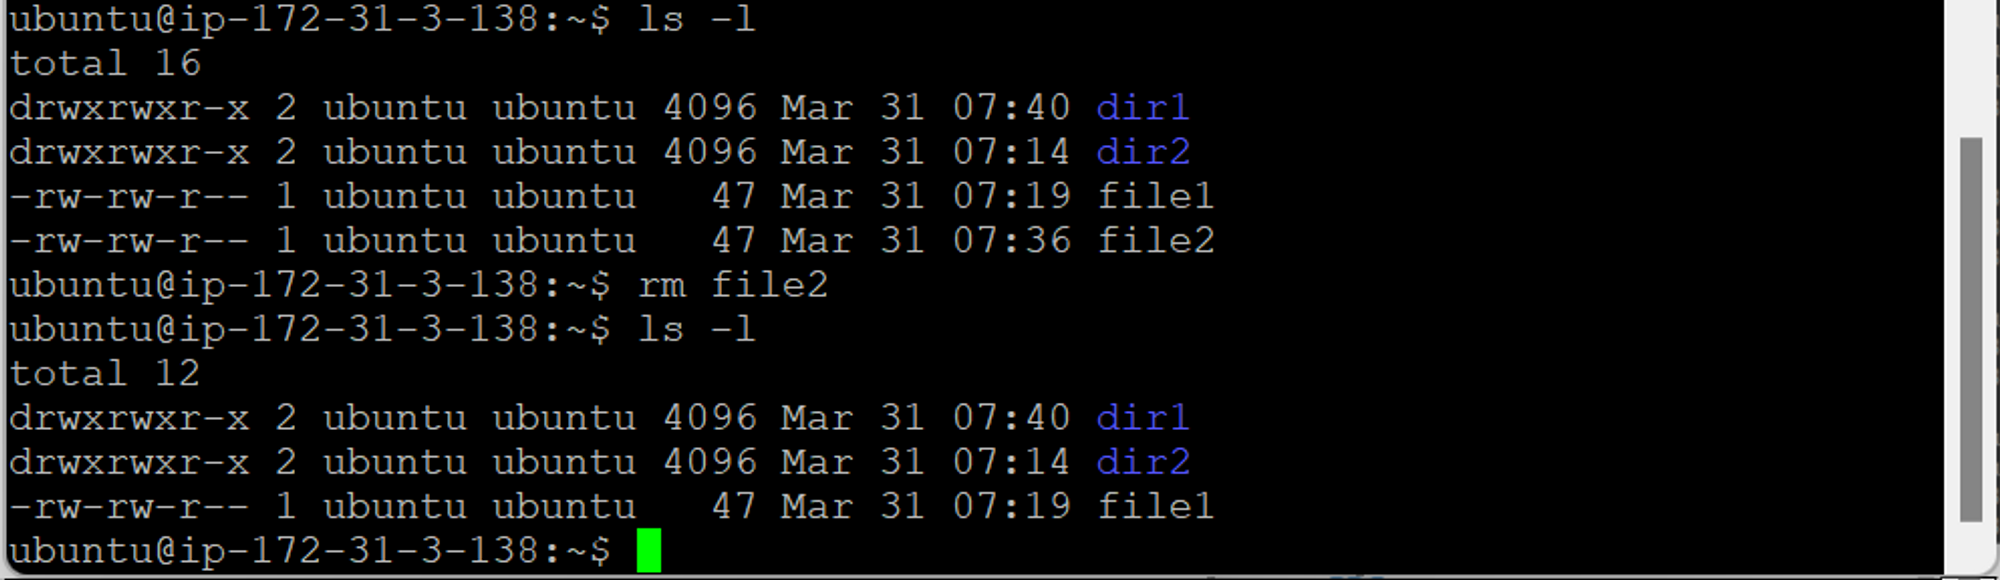 ubuntu@ip-172-31-3-138:~$ ls -l
total 16
drwxrwxr-x 2 ubuntu ubuntu 4096 Mar 31 07:40 dir1
drwxrwxr-x 2 ubuntu ubuntu 4096 Mar 31 07:14 dir2
-rw-rw-r-- 1 ubuntu ubuntu   47 Mar 31 07:19 file1
-rw-rw-r-- 1 ubuntu ubuntu   47 Mar 31 07:36 file2
ubuntu@ip-172-31-3-138:~$ rm file2
ubuntu@ip-172-31-3-138:~$ ls -l
total 12
drwxrwxr-x 2 ubuntu ubuntu 4096 Mar 31 07:40 dir1
drwxrwxr-x 2 ubuntu ubuntu 4096 Mar 31 07:14 dir2
-rw-rw-r-- 1 ubuntu ubuntu   47 Mar 31 07:19 file1
ubuntu@ip-172-31-3-138:~$